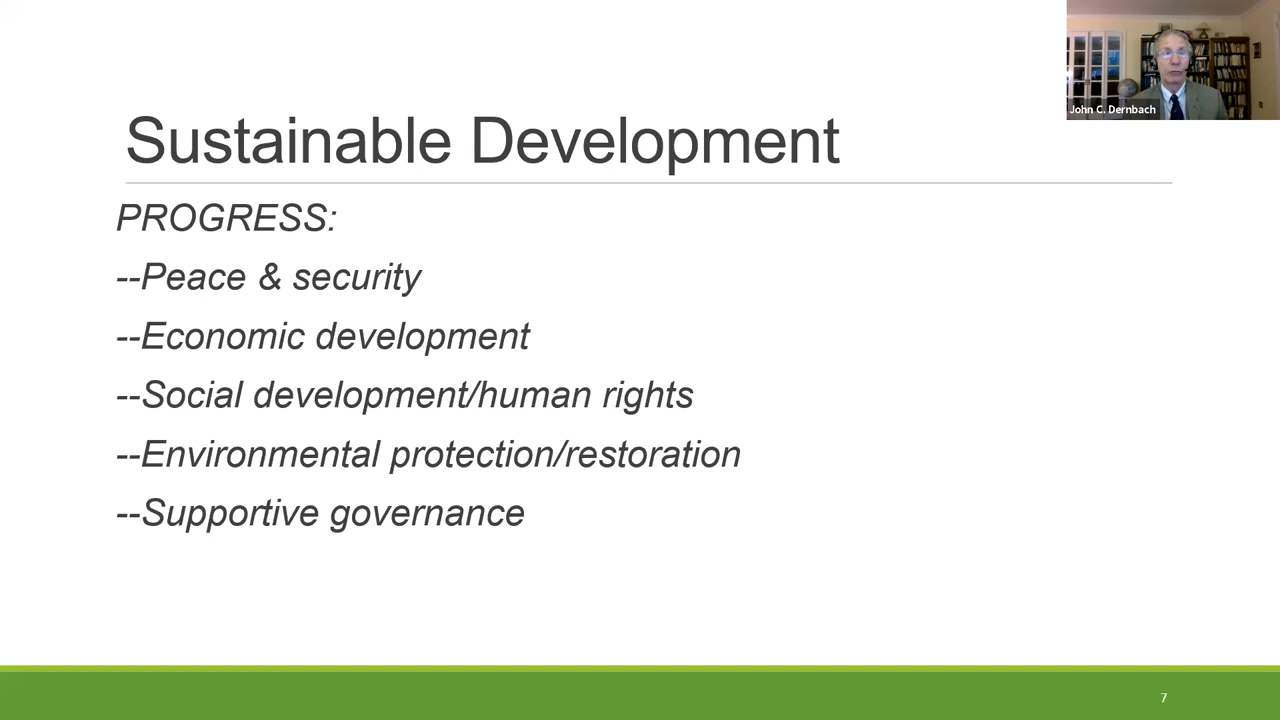 John C. Dernbach
Sustainable Development
PROGRESS:
--Peace & security
--Economic development
--Social development/human rights
--Environmental protection/restoration
--Supportive governance
7